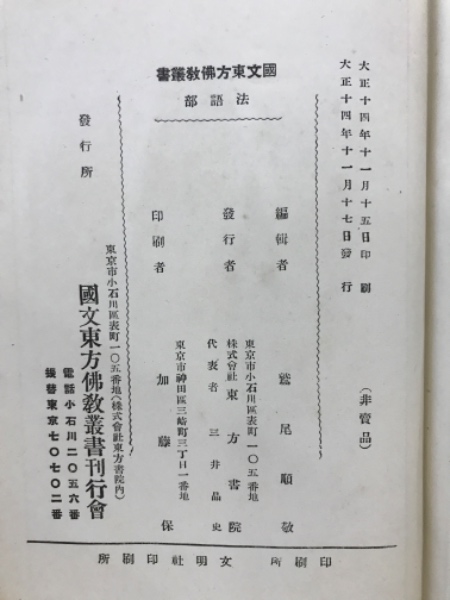 大正十四年十一月十五日印刷
大正十四年十一月十七日發行
(非賣品)
國文東方佛敎叢書
法語部
編輯者
東京市小石川區表町一〇五番地
鷲尾順敬
發行者
株式會社東方書院
代表者 三井晶史
印刷者
東京市神田區三崎町三丁目一番地
加藤保
發行所
東京市小石川區表町一〇五番地(株式會社東方書院內)
國文東方佛敎叢書刊行會
電話小石川二〇五六番
振替東京七〇七〇二番
印刷所 文明社印刷所